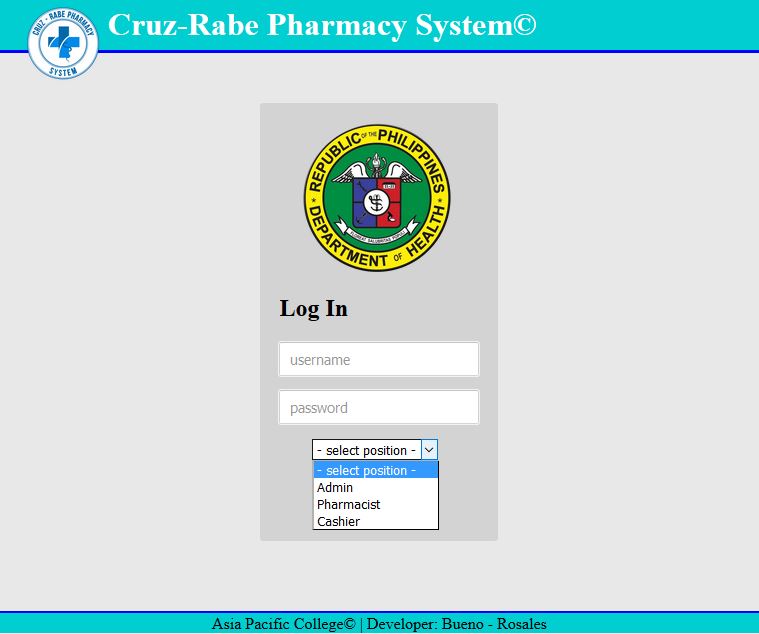 CRUZ - RABE PHARMACY
SYSTEM
Cruz-Rabe Pharmacy System©
REPUBLIC OF THE PHILIPPINES
DEPARTMENT OF HEALTH
Log In
username
password
- select position -
- select position -
Admin
Pharmacist
Cashier
Asia Pacific College© | Developer: Bueno - Rosales